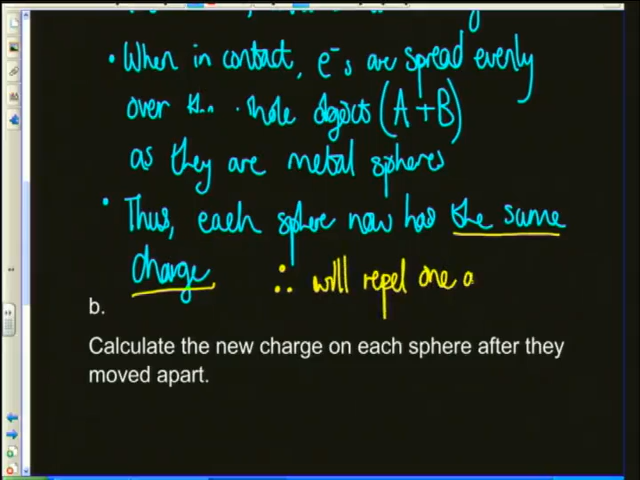 • When in contact, e⁻s are spread evenly
over the whole objects (A+B)
as they are metal spheres
• Thus, each sphere now has the same
charge ∴ will repel one a
b.
Calculate the new charge on each sphere after they
moved apart.